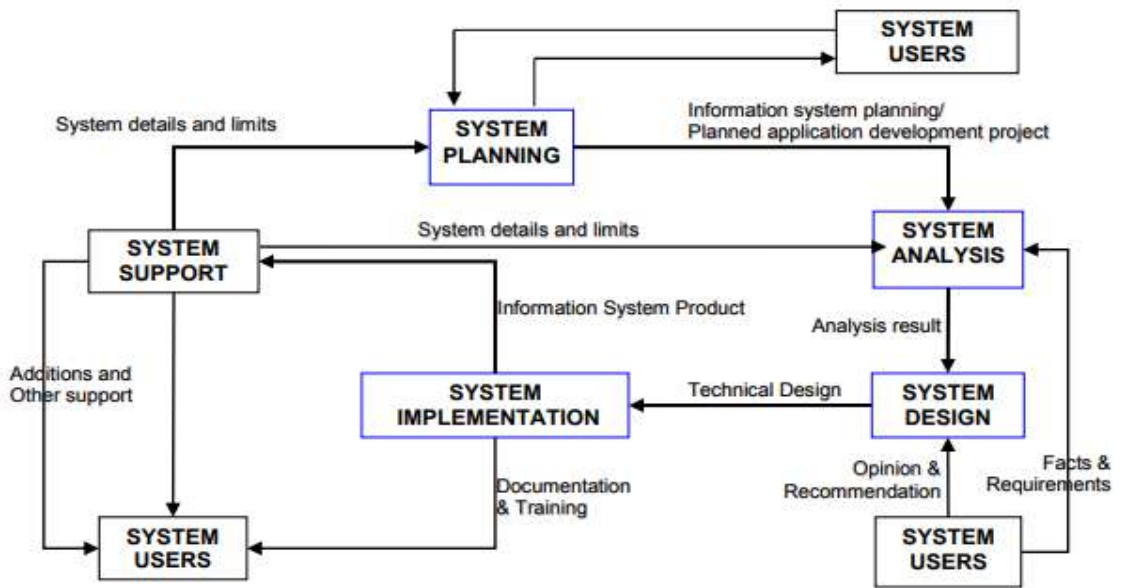 SYSTEM
USERS
Information system planning/
Planned application development project
SYSTEM
PLANNING
System details and limits
System details and limits
SYSTEM
ANALYSIS
SYSTEM
SUPPORT
Information System Product
Analysis result
Additions and
Other support
SYSTEM
IMPLEMENTATION
Technical Design
SYSTEM
DESIGN
Documentation
& Training
Opinion &
Recommendation
Facts &
Requirements
SYSTEM
USERS
SYSTEM
USERS